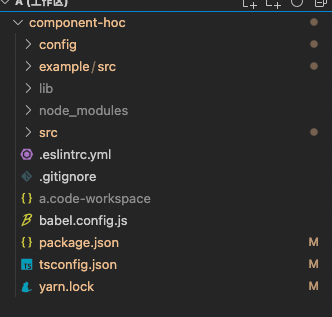 A (工作区)
component-hoc
config
example/src
lib
node_modules
src
.eslintrc.yml
.gitignore
a.code-workspace
babel.config.js
package.json M
tsconfig.json M
yarn.lock M